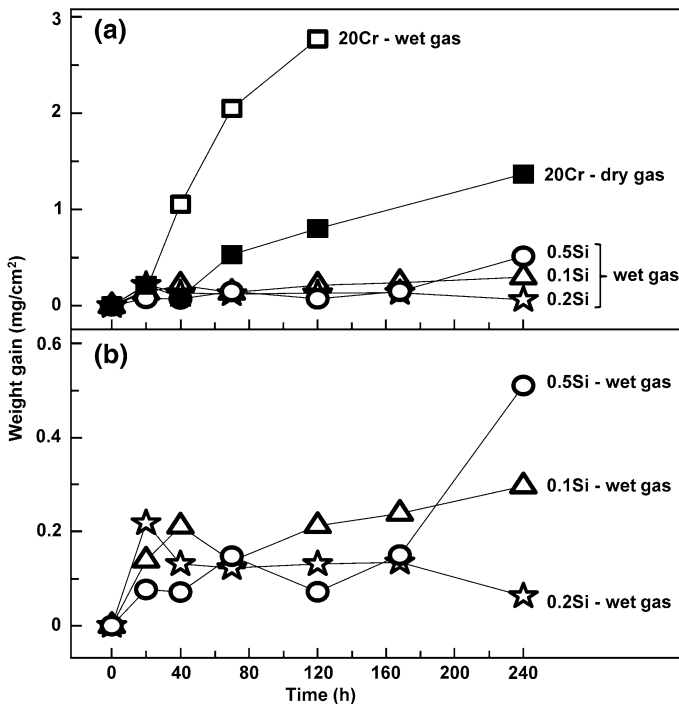 (a)
3
2
1
0
20Cr - wet gas
20Cr - dry gas
0.5Si
0.1Si
0.2Si
wet gas
Weight gain (mg/cm²)
(b)
0.6
0.4
0.2
0
0.5Si - wet gas
0.1Si - wet gas
0.2Si - wet gas
0 40 80 120 160 200 240
Time (h)